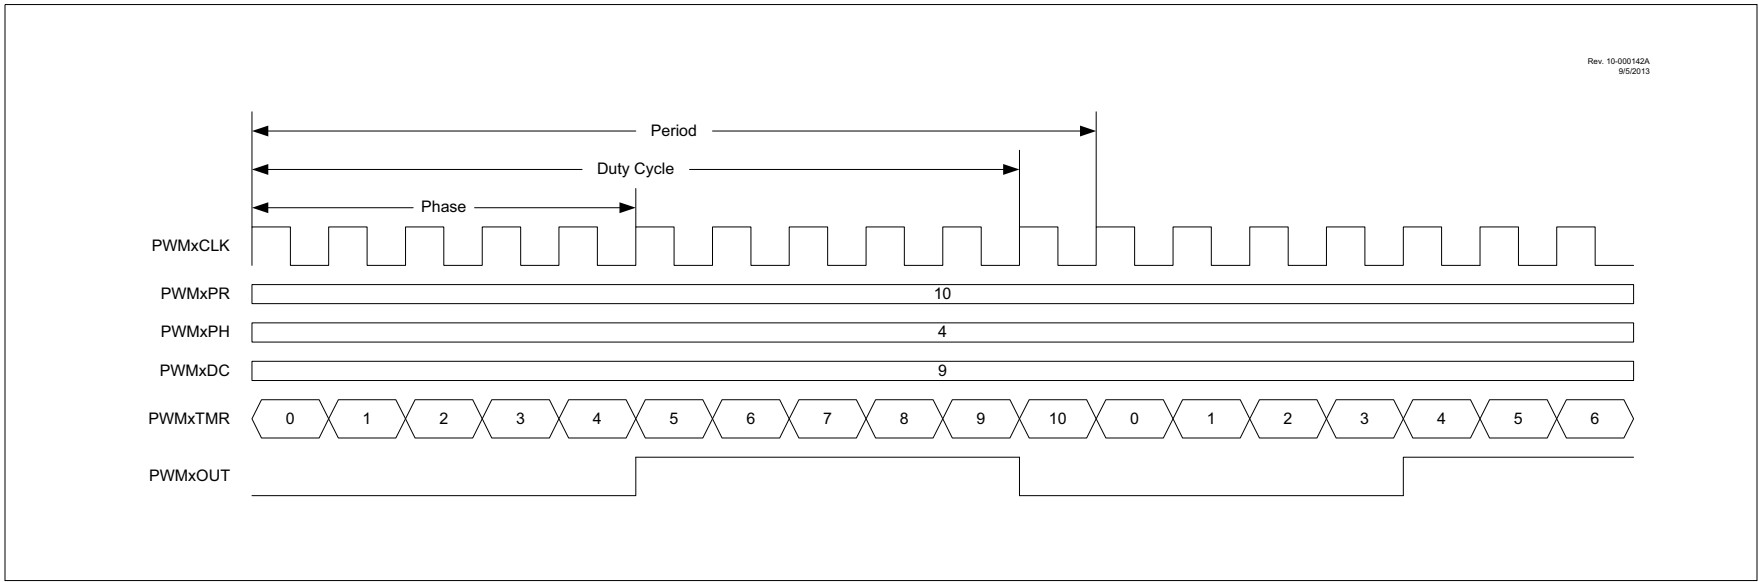 Rev. 10-000142A
9/5/2013
Period
Duty Cycle
Phase
PWMxCLK
PWMxPR 10
PWMxPH 4
PWMxDC 9
PWMxTMR 0 1 2 3 4 5 6 7 8 9 10 0 1 2 3 4 5 6
PWMxOUT